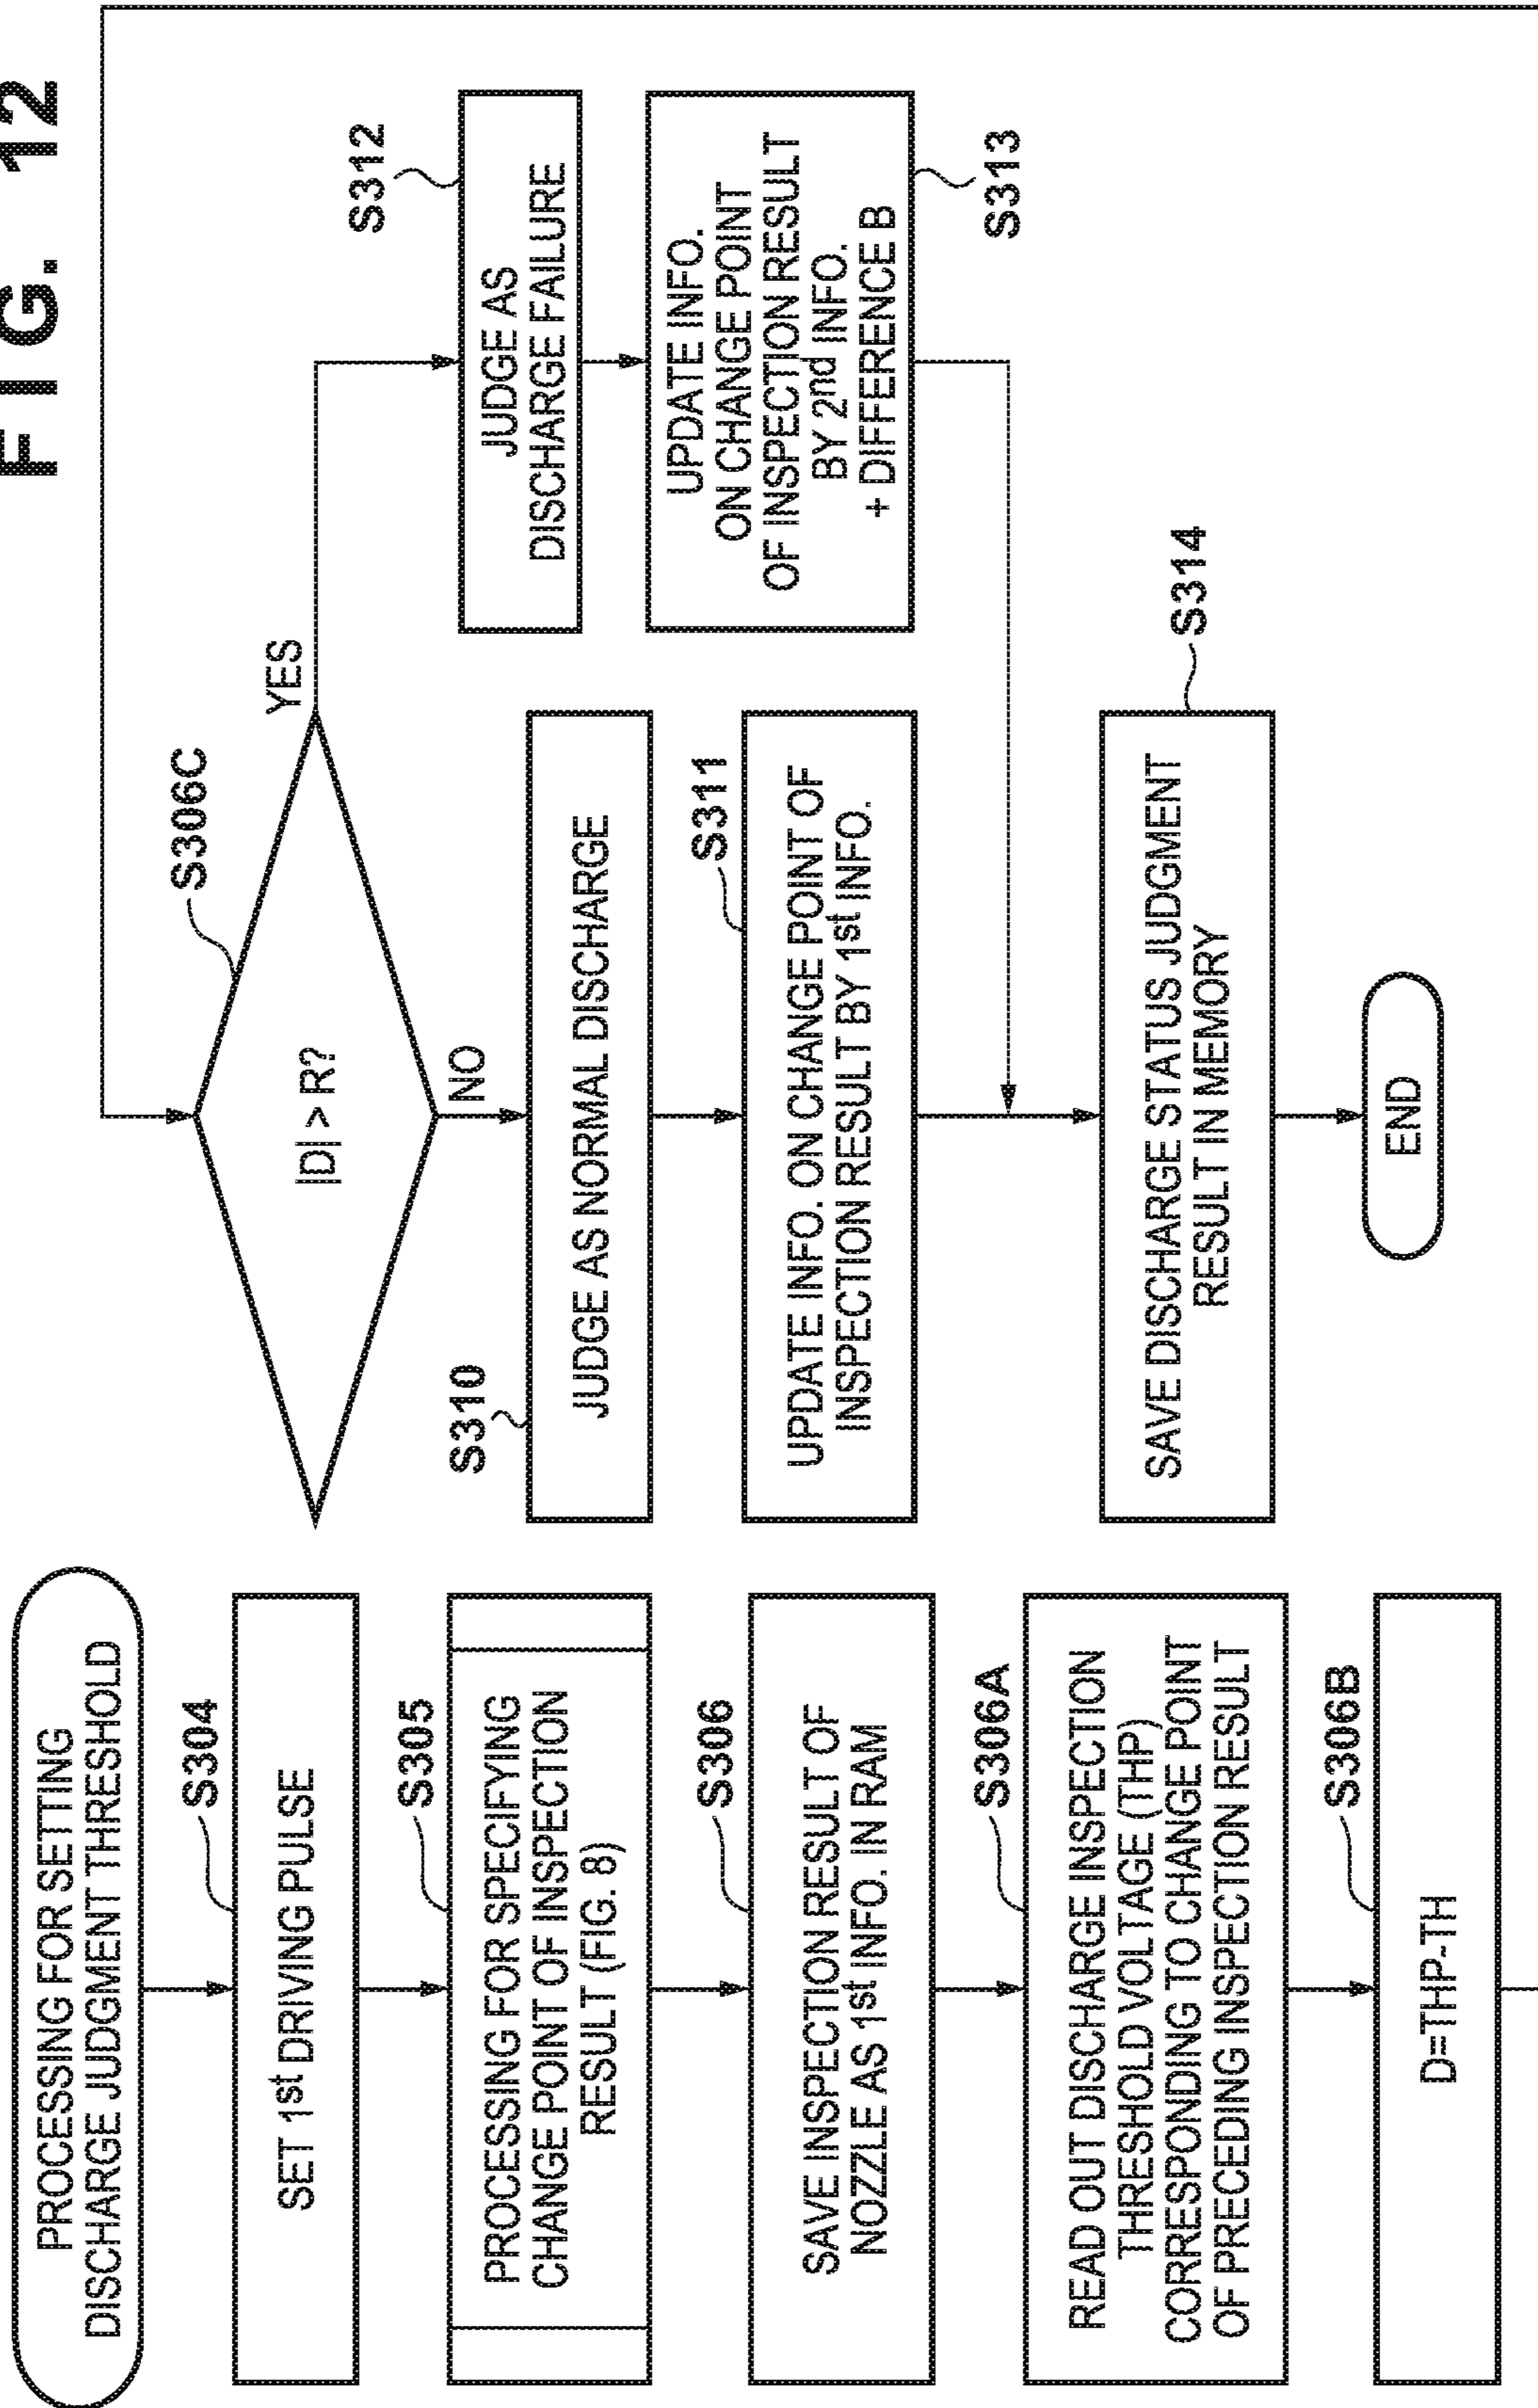 FIG. 12
PROCESSING FOR SETTING
DISCHARGE JUDGMENT THRESHOLD
S304
SET 1st DRIVING PULSE
S305
PROCESSING FOR SPECIFYING
CHANGE POINT OF INSPECTION
RESULT (FIG. 8)
S306
SAVE INSPECTION RESULT OF
NOZZLE AS 1st INFO. IN RAM
S306A
READ OUT DISCHARGE INSPECTION
THRESHOLD VOLTAGE (THP)
CORRESPONDING TO CHANGE POINT
OF PRECEDING INSPECTION RESULT
S306B
D=THP-TH
S306C
|D| > R?
YES
NO
S310
JUDGE AS NORMAL DISCHARGE
S311
UPDATE INFO. ON CHANGE POINT OF
INSPECTION RESULT BY 1st INFO.
S312
JUDGE AS
DISCHARGE FAILURE
UPDATE INFO.
ON CHANGE POINT
OF INSPECTION RESULT
BY 2nd INFO.
+ DIFFERENCE B
S313
S314
SAVE DISCHARGE STATUS JUDGMENT
RESULT IN MEMORY
END